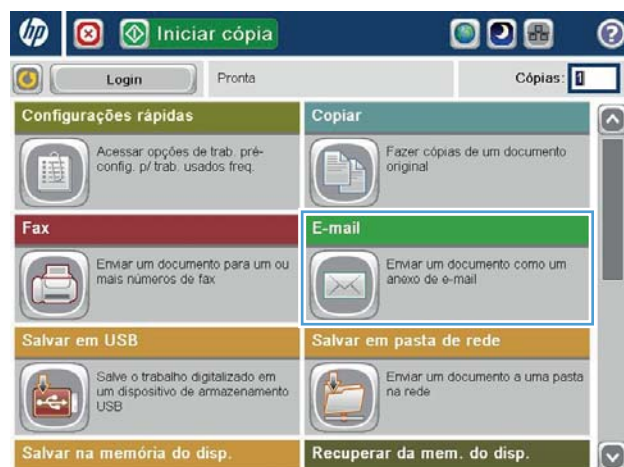 hp
Iniciar cópia
?
Login
Pronta
Cópias: 1
Configurações rápidas
Copiar
Acessar opções de trab. pré-
config. p/ trab. usados freq.
Fazer cópias de um documento
original
Fax
E-mail
Enviar um documento para um ou
mais números de fax
Enviar um documento como um
anexo de e-mail
Salvar em USB
Salvar em pasta de rede
Salve o trabalho digitalizado em
um dispositivo de armazenamento
USB
Enviar um documento a uma pasta
na rede
Salvar na memória do disp.
Recuperar da mem. do disp.